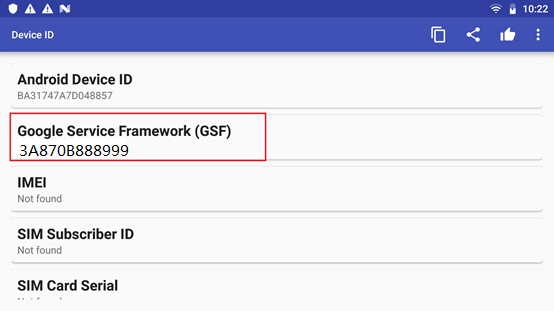 10:22
Device ID
Android Device ID
BA31747A7D048857
Google Service Framework (GSF)
3A870B888999
IMEI
Not found
SIM Subscriber ID
Not found
SIM Card Serial